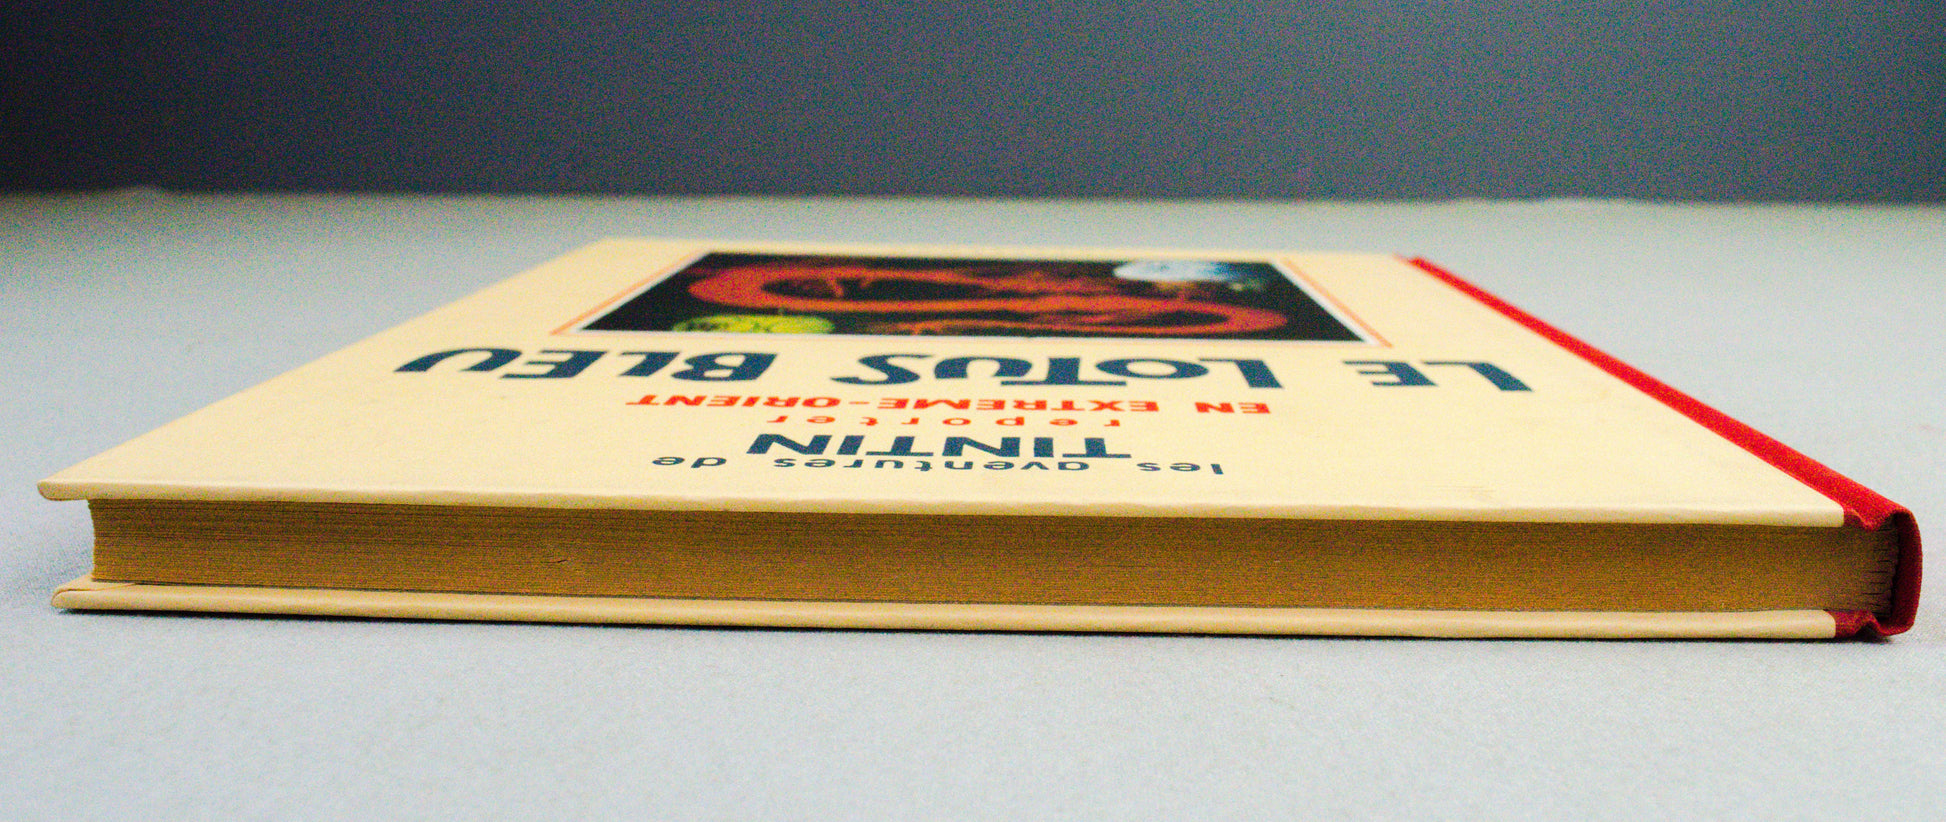 les aventures de
TINTIN
reporter
EN EXTREME-ORIENT
LE LOTUS BLEU